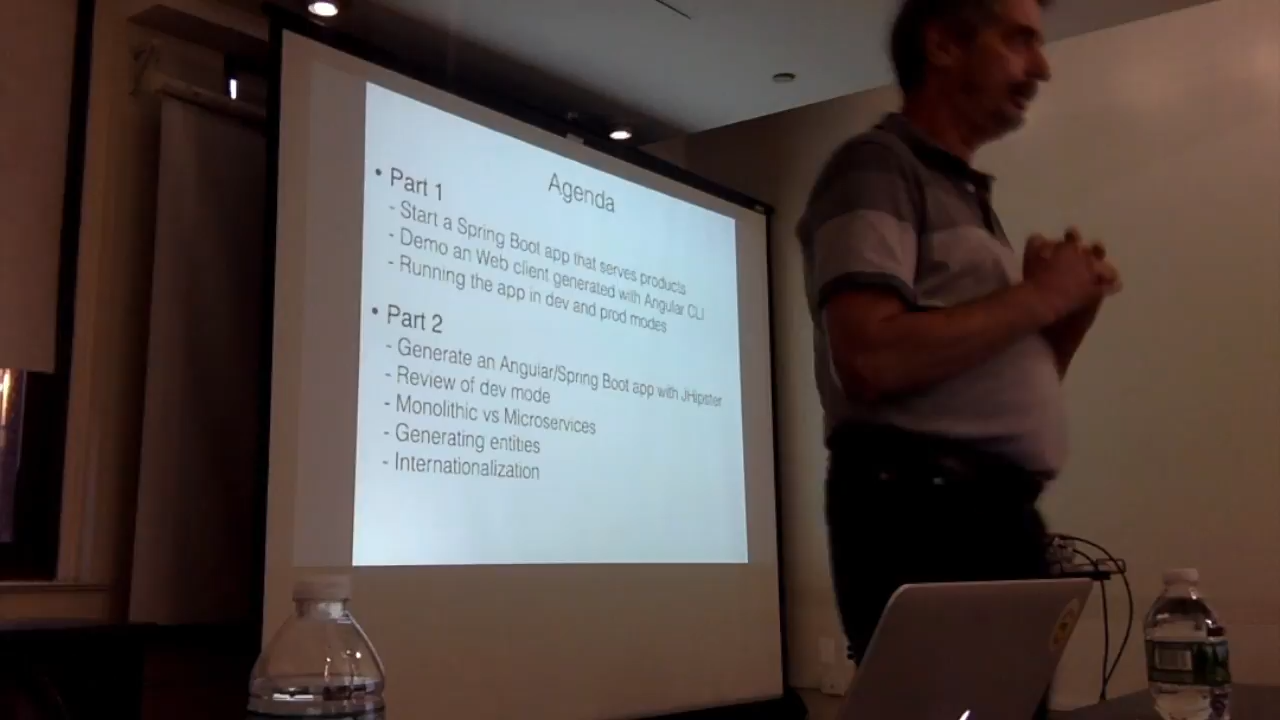 Agenda
• Part 1
- Start a Spring Boot app that serves products
- Demo an Web client generated with Angular CLI
- Running the app in dev and prod modes
• Part 2
- Generate an Angular/Spring Boot app with JHipster
- Review of dev mode
- Monolithic vs Microservices
- Generating entities
- Internationalization